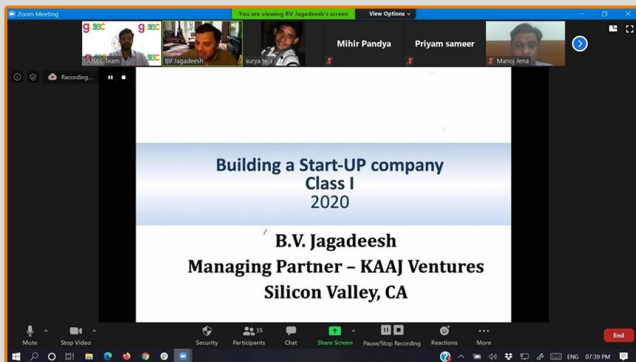 Zoom Meeting
You are viewing B.V. Jagadeesh's screen
View Options
GUSEC Team
B.V. Jagadeesh
surya teja
Mihir Pandya
Priyam sameer
Manoj Jena
Recording...
Building a Start-UP company
Class I
2020
B.V. Jagadeesh
Managing Partner – KAAJ Ventures
Silicon Valley, CA
Mute
Stop Video
Security
Participants
35
Chat
Share Screen
Pause/Stop Recording
Reactions
More
End
ENG
07:39 PM